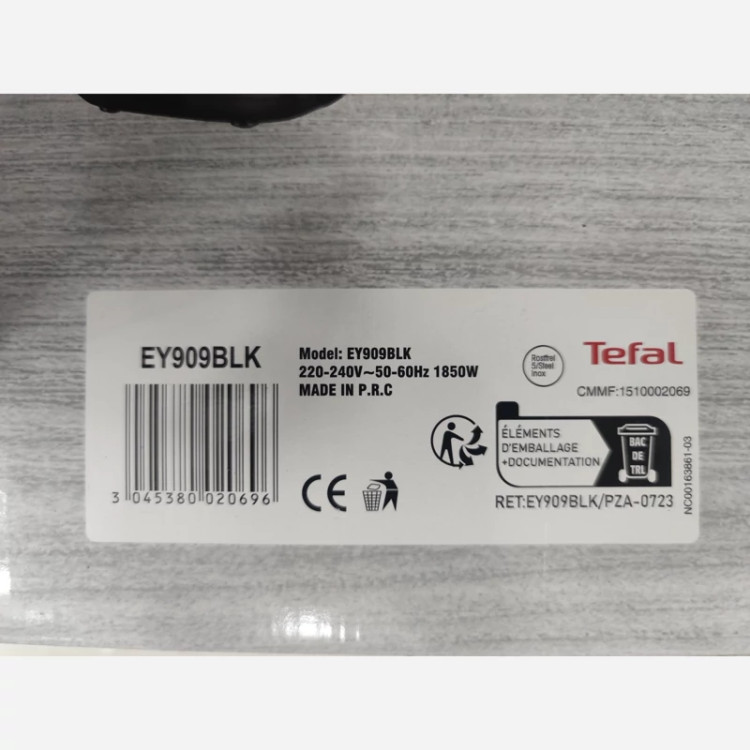 EY909BLK
3 045380 020696
Model: EY909BLK
220-240V~50-60Hz 1850W
MADE IN P.R.C
CE
Rostfrei
S/Steel
Inox
Tefal
CMMF:1510002069
ÉLÉMENTS
D'EMBALLAGE
+DOCUMENTATION
BAC
DE
TRI
RET:EY909BLK/PZA-0723
NC00163861-03